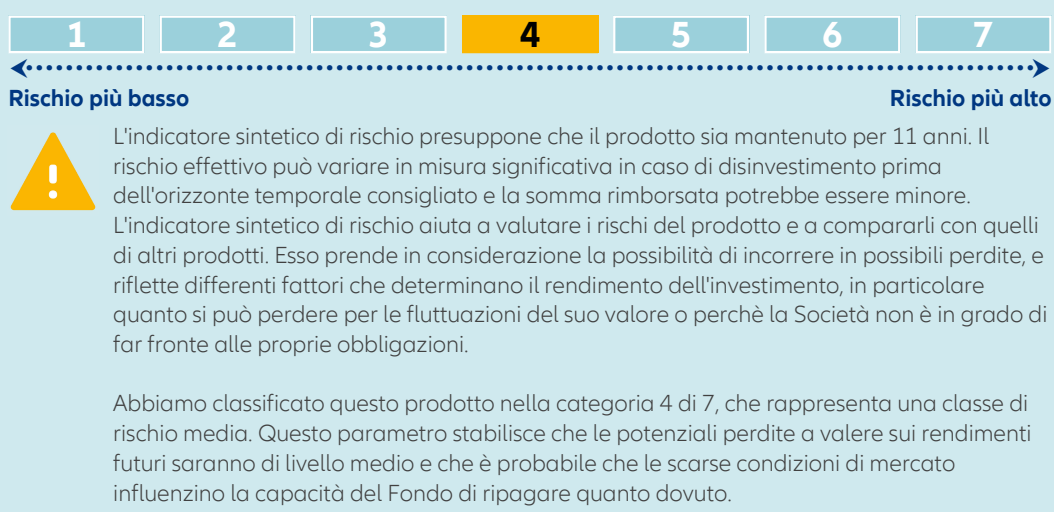 1 2 3 4 5 6 7
Rischio più basso Rischio più alto
L'indicatore sintetico di rischio presuppone che il prodotto sia mantenuto per 11 anni. Il
rischio effettivo può variare in misura significativa in caso di disinvestimento prima
dell'orizzonte temporale consigliato e la somma rimborsata potrebbe essere minore.
L'indicatore sintetico di rischio aiuta a valutare i rischi del prodotto e a compararli con quelli
di altri prodotti. Esso prende in considerazione la possibilità di incorrere in possibili perdite, e
riflette differenti fattori che determinano il rendimento dell'investimento, in particolare
quanto si può perdere per le fluttuazioni del suo valore o perchè la Società non è in grado di
far fronte alle proprie obbligazioni.
Abbiamo classificato questo prodotto nella categoria 4 di 7, che rappresenta una classe di
rischio media. Questo parametro stabilisce che le potenziali perdite a valere sui rendimenti
futuri saranno di livello medio e che è probabile che le scarse condizioni di mercato
influenzino la capacità del Fondo di ripagare quanto dovuto.